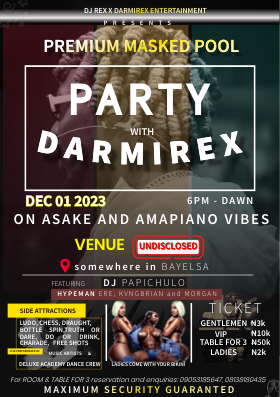 DJ REX X DARMIREX ENTERTAINMENT
PRESENTS
PREMIUM MASKED POOL
PARTY
WITH
DARMIREX
DEC 01 2023
6PM - DAWN
ON ASAKE AND AMAPIANO VIBES
VENUE UNDISCLOSED
somewhere in BAYELSA
FEATURING DJ PAPICHULO
HYPEMAN ERE, KVNGBRIAN and MORGAN
SIDE ATTRACTIONS
LUDO, CHESS, DRAUGHT,
BOTTLE SPIN,TRUTH OR
DARE, DO OR DRINK,
CHARADE, FREE SHOTS
MUSIC ARTISTS &
DELUXE ACADEMY DANCE CREW
LADIES COME WITH YOUR BIKINI
TICKET
GENTLEMEN N3k
VIP N10k
TABLE FOR 3 N50k
LADIES N2k
For ROOM & TABLE FOR 3 reservation and enquiries: 09053185647, 08138180435
MAXIMUM SECURITY GUARANTED